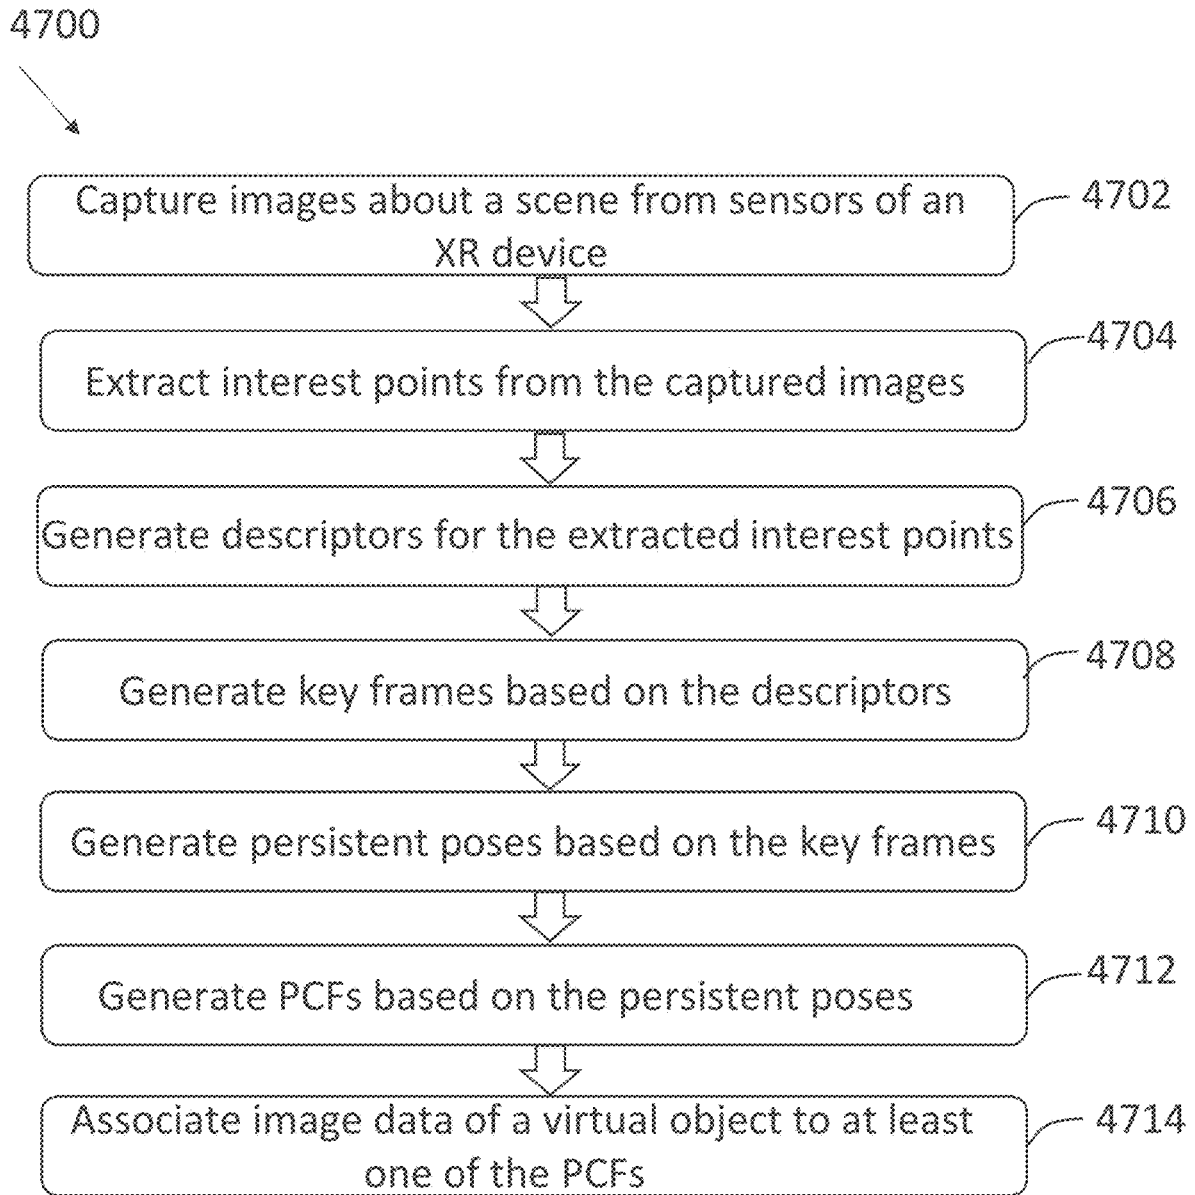 4700
Capture images about a scene from sensors of an
XR device
4702
Extract interest points from the captured images
4704
Generate descriptors for the extracted interest points
4706
Generate key frames based on the descriptors
4708
Generate persistent poses based on the key frames
4710
Generate PCFs based on the persistent poses
4712
Associate image data of a virtual object to at least
one of the PCFs
4714